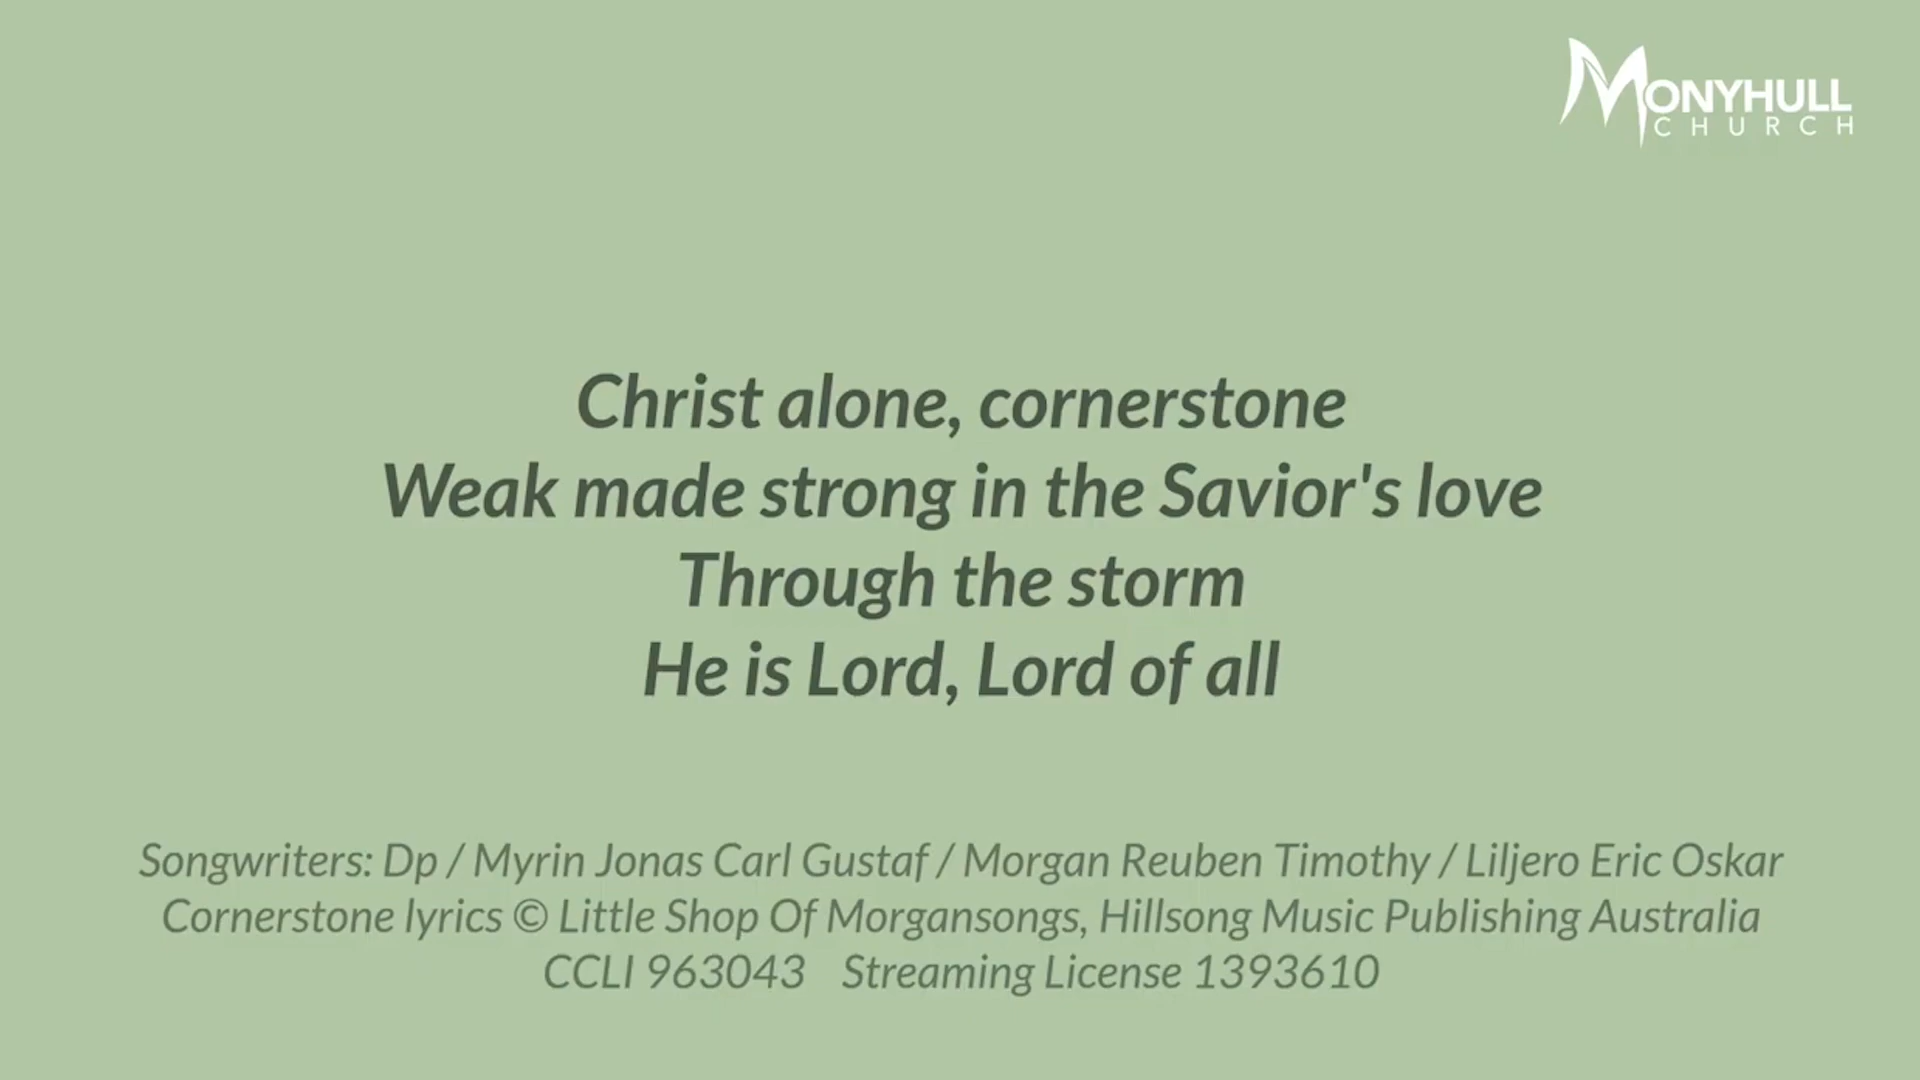 MONYHULL
CHURCH
Christ alone, cornerstone
Weak made strong in the Savior's love
Through the storm
He is Lord, Lord of all
Songwriters: Dp / Myrin Jonas Carl Gustaf / Morgan Reuben Timothy / Liljero Eric Oskar
Cornerstone lyrics © Little Shop Of Morgansongs, Hillsong Music Publishing Australia
CCLI 963043 Streaming License 1393610